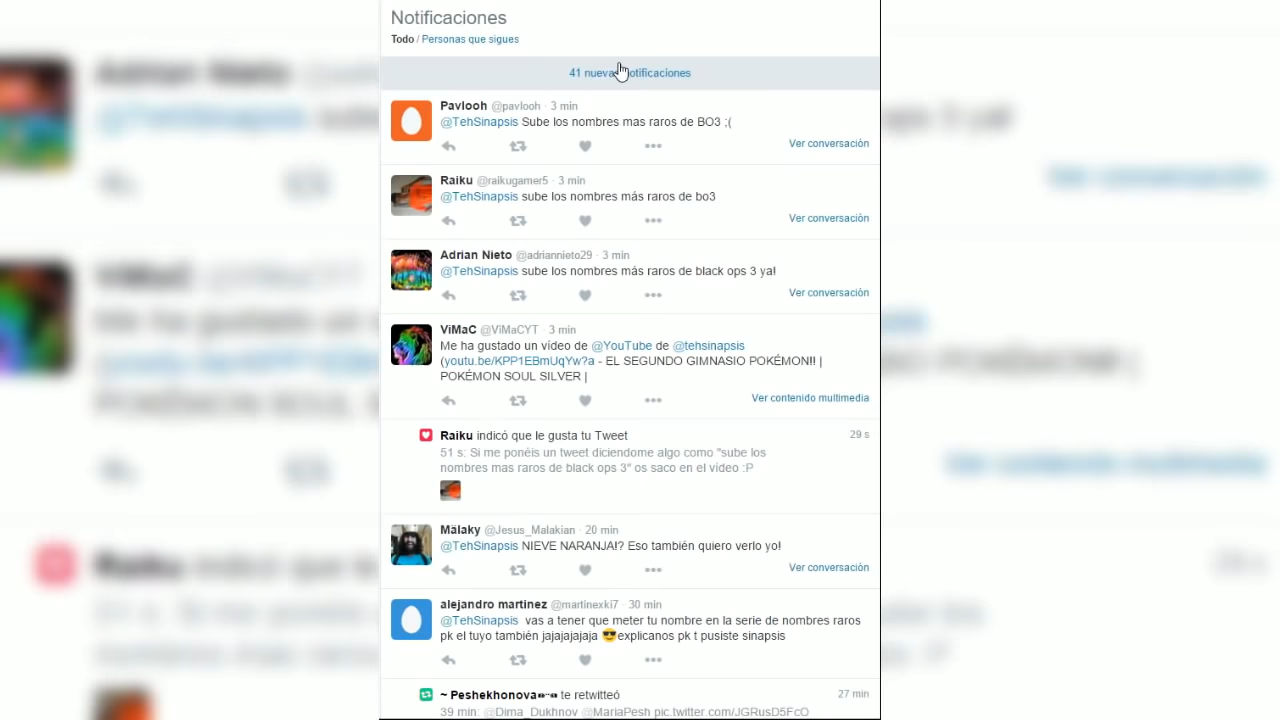 Notificaciones
Todo / Personas que sigues
41 nuevas notificaciones
Pavlooh @pavlooh · 3 min
@TehSinapsis Sube los nombres mas raros de BO3 ;(
Ver conversación
Raiku @raikugamer5 · 3 min
@TehSinapsis sube los nombres más raros de bo3
Ver conversación
Adrian Nieto @adriannieto29 · 3 min
@TehSinapsis sube los nombres más raros de black ops 3 ya!
Ver conversación
ViMaC @ViMaCYT · 3 min
Me ha gustado un vídeo de @YouTube de @tehsinapsis
(youtu.be/KPP1EBmUqYw?a - EL SEGUNDO GIMNASIO POKÉMON!! |
POKÉMON SOUL SILVER |
Ver contenido multimedia
Raiku indicó que le gusta tu Tweet
29 s
51 s: Si me ponéis un tweet diciendome algo como "sube los
nombres mas raros de black ops 3" os saco en el vídeo :P
Mälaky @Jesus_Malakian · 20 min
@TehSinapsis NIEVE NARANJA!? Eso también quiero verlo yo!
Ver conversación
alejandro martinez @martinexki7 · 30 min
@TehSinapsis vas a tener que meter tu nombre en la serie de nombres raros
pk el tuyo también jajajajajaja 😎explicanos pk t pusiste sinapsis
~ Peshekhonova te retwitteó
27 min
39 min: @Dima_Dukhnov @MariaPesh pic.twitter.com/JGRusD5FcO